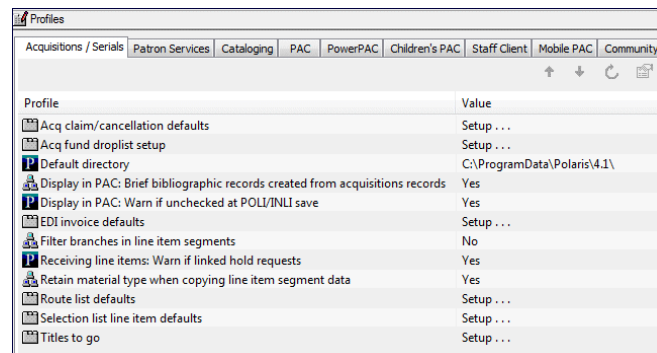 Profiles
Acquisitions / Serials Patron Services Cataloging PAC PowerPAC Children's PAC Staff Client Mobile PAC Community
Profile Value
Acq claim/cancellation defaults Setup . . .
Acq fund droplist setup Setup . . .
P Default directory C:\ProgramData\Polaris\4.1\
Display in PAC: Brief bibliographic records created from acquisitions records Yes
P Display in PAC: Warn if unchecked at POLI/INLI save Yes
EDI invoice defaults Setup . . .
Filter branches in line item segments No
P Receiving line items: Warn if linked hold requests Yes
Retain material type when copying line item segment data Yes
Route list defaults Setup . . .
Selection list line item defaults Setup . . .
Titles to go Setup . . .